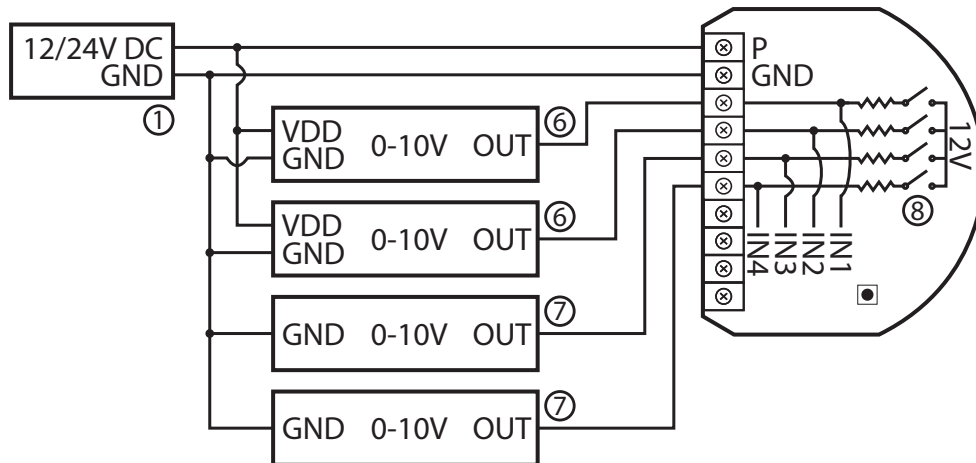 12/24V DC
GND
①
P
GND
VDD
GND
0-10V
OUT
⑥
VDD
GND
0-10V
OUT
⑥
GND 0-10V OUT
⑦
GND 0-10V OUT
⑦
12V
⑧
IN4
IN3
IN2
IN1